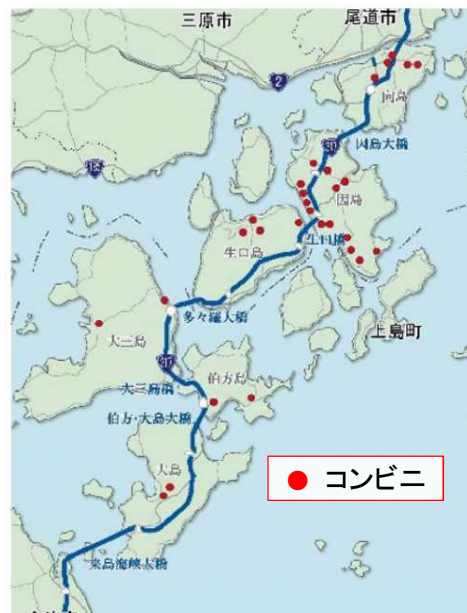 三原市
尾道市
2
向島
因島大橋
因島
生口橋
生口島
多々羅大橋
上島町
大三島
大三島橋
伯方島
伯方・大島大橋
大島
● コンビニ
来島海峡大橋